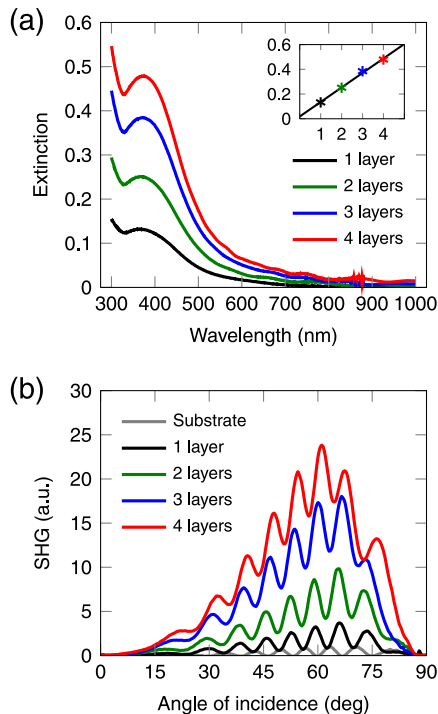 (a)
0.6
0.5
0.4
0.3
0.2
0.1
0
Extinction
300 400 500 600 700 800 900 1000
Wavelength (nm)
0.6
0.4
0.2
0
1 2 3 4
1 layer
2 layers
3 layers
4 layers
(b)
30
25
20
15
10
5
0
SHG (a.u.)
0 15 30 45 60 75 90
Angle of incidence (deg)
Substrate
1 layer
2 layers
3 layers
4 layers